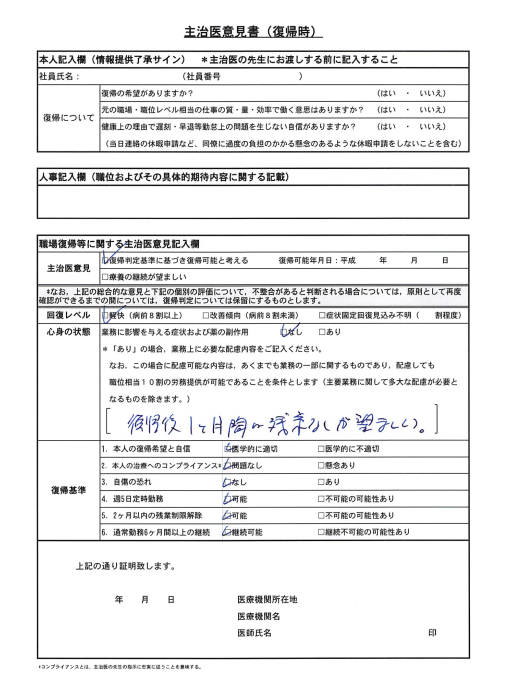 主治医意見書（復帰時）
本人記入欄（情報提供了承サイン）　＊主治医の先生にお渡しする前に記入すること
社員氏名：　　　　　　　（社員番号　　　　　　　）
復帰について
復帰の希望がありますか？　（はい　・　いいえ）
元の職場・職位レベル相当の仕事の質・量・効率で働く意思はありますか？　（はい　・　いいえ）
健康上の理由で遅刻・早退等勤怠上の問題を生じない自信がありますか？　（はい　・　いいえ）
（当日連絡の休暇申請など、同僚に過度の負担のかかる懸念のあるような休暇申請をしないことを含む）
人事記入欄（職位およびその具体的期待内容に関する記載）
職場復帰等に関する主治医意見記入欄
主治医意見
☑復帰判定基準に基づき復帰可能と考える　　復帰可能年月日：平成　　年　　月　　日
□療養の継続が望ましい
*なお、上記の総合的な意見と下記の個別の評価について，不整合があると判断される場合については，原則として再度
確認ができるまでの間については，復帰判定については保留にするものとします。
回復レベル　☑軽快（病前８割以上）　□改善傾向（病前８割未満）　□症状固定回復見込み不明（　　割程度）
心身の状態　業務に影響を与える症状および薬の副作用　☑なし　□あり
＊「あり」の場合，業務上に必要な配慮内容をご記入ください。
なお，この場合に配慮可能な内容は，あくまでも業務の一部に関するものであり，配慮しても
職位相当１０割の労務提供が可能であることを条件とします（主要業務に関して多大な配慮が必要と
なるものを除きます。）
［復帰後1ヶ月間の残業なしが望ましい。］
復帰基準
1. 本人の復帰希望と自信　☑医学的に適切　□医学的に不適切
2. 本人の治療へのコンプライアンス*　☑問題なし　□懸念あり
3. 自傷の恐れ　☑なし　□あり
4. 週5日定時勤務　☑可能　□不可能の可能性あり
5. 2ヶ月以内の残業制限解除　☑可能　□不可能の可能性あり
6. 通常勤務6ヶ月間以上の継続　☑継続可能　□継続不可能の可能性あり
上記の通り証明致します。
年　　月　　日　　医療機関所在地
医療機関名
医師氏名　　　　　　印
*コンプライアンスとは、主治医の先生の指示に忠実に従うことを意味する。